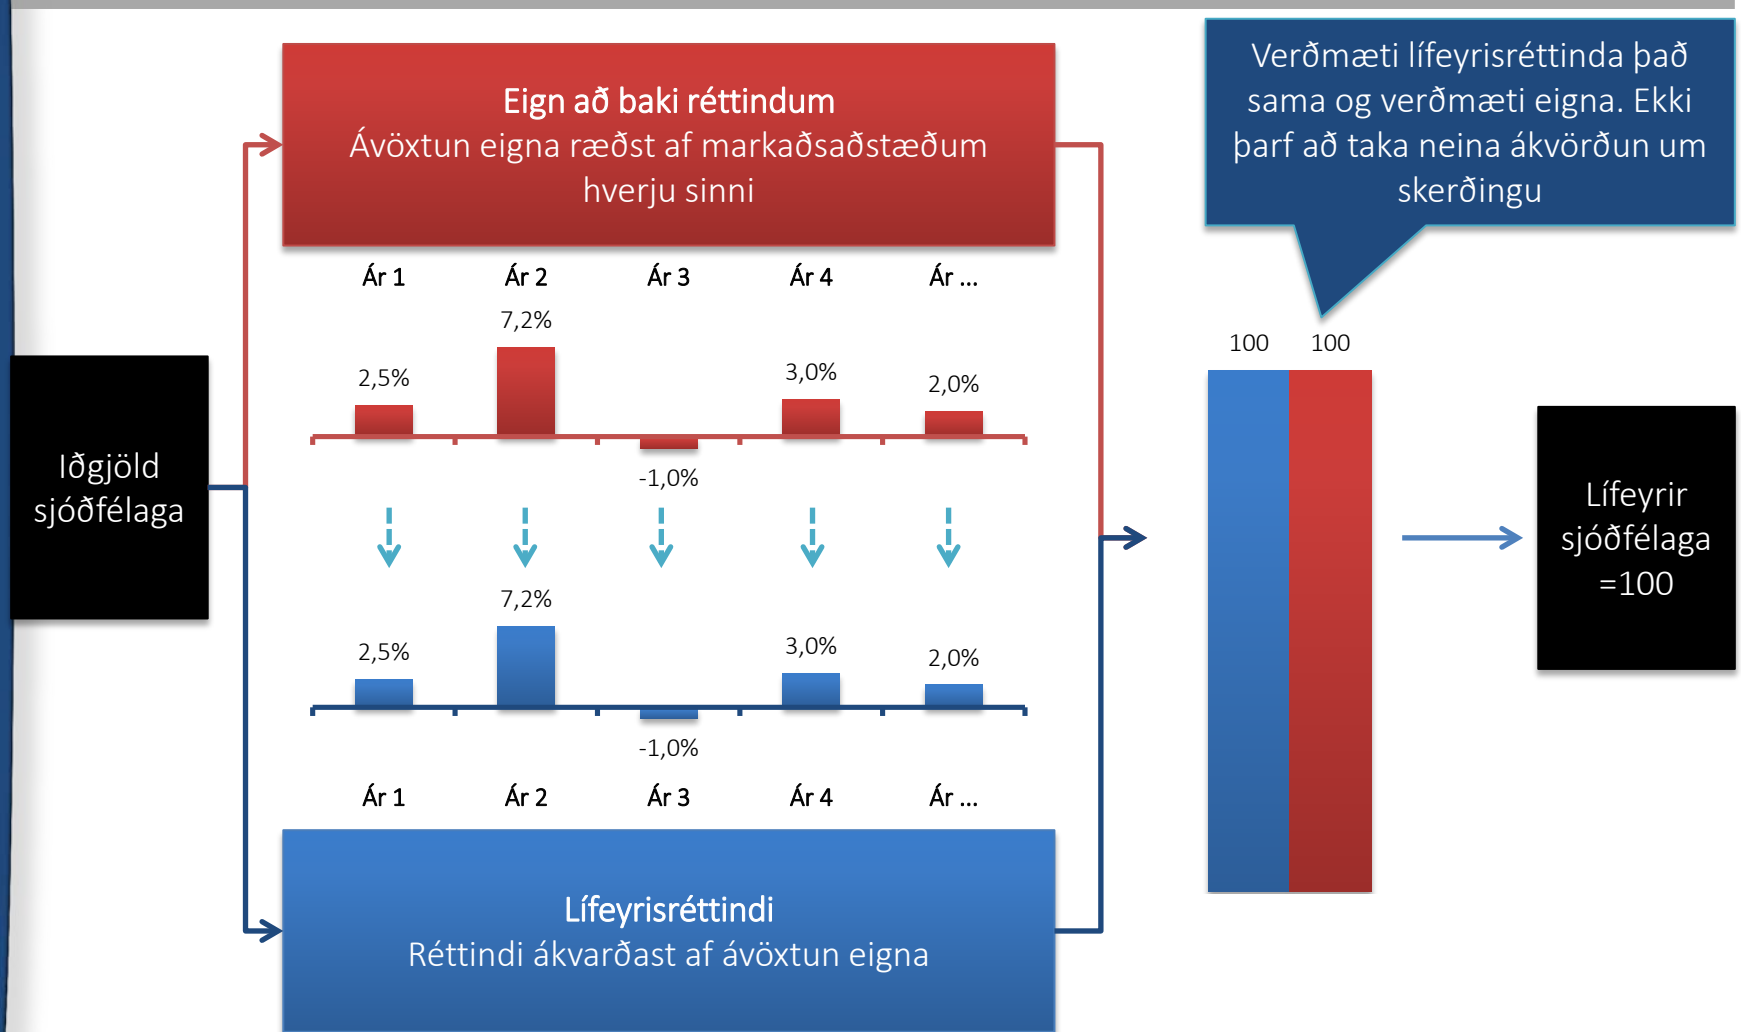 Eign að baki réttindum
Ávöxtun eigna ræðst af markaðsaðstæðum
hverju sinni
Verðmæti lífeyrisréttinda það
sama og verðmæti eigna. Ekki
þarf að taka neina ákvörðun um
skerðingu
Ár 1 Ár 2 Ár 3 Ár 4 Ár ...
2,5% 7,2% -1,0% 3,0% 2,0%
Iðgjöld
sjóðfélaga
2,5% 7,2% -1,0% 3,0% 2,0%
Ár 1 Ár 2 Ár 3 Ár 4 Ár ...
Lífeyrisréttindi
Réttindi ákvarðast af ávöxtun eigna
100 100
Lífeyrir
sjóðfélaga
=100